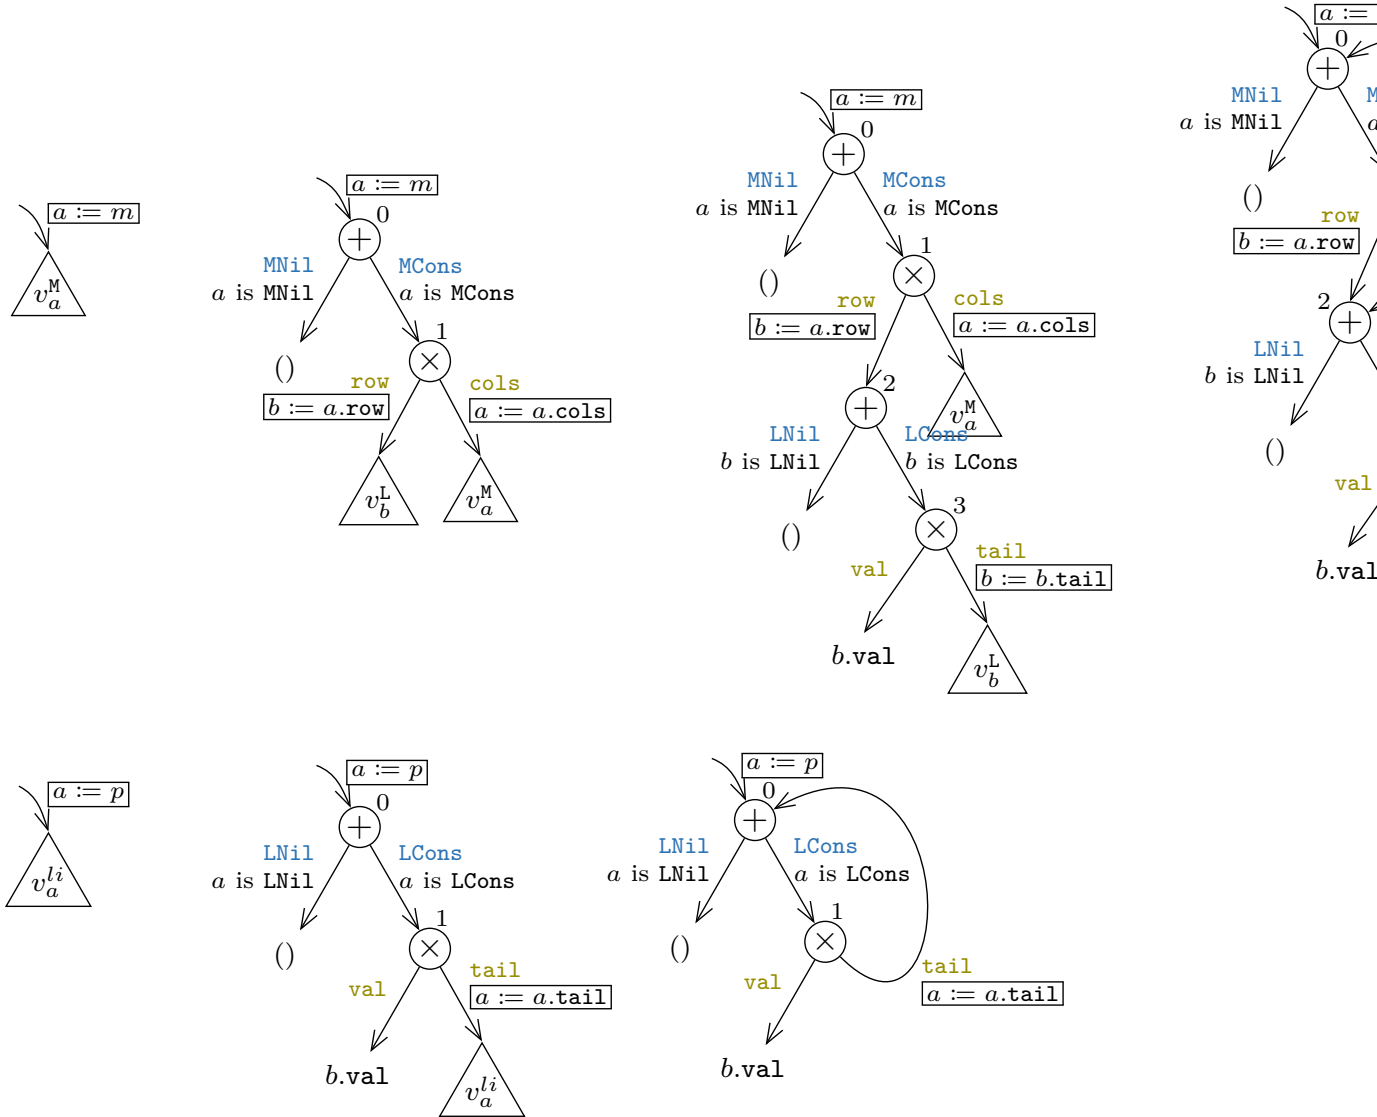 a := m
v_a^M
a := m
0
+
MNil
a is MNil
MCons
a is MCons
()
1
×
row
b := a.row
cols
a := a.cols
v_b^L
v_a^M
a := m
0
+
MNil
a is MNil
MCons
a is MCons
()
1
×
row
b := a.row
cols
a := a.cols
2
+
v_a^M
LNil
b is LNil
LCons
b is LCons
()
3
×
val
tail
b := b.tail
b.val
v_b^L
a :=
0
+
MNil
a is MNil
M
a
()
row
b := a.row
2
+
LNil
b is LNil
()
val
b.val
a := p
v_a^{li}
a := p
0
+
LNil
a is LNil
LCons
a is LCons
()
1
×
val
tail
a := a.tail
b.val
v_a^{li}
a := p
0
+
LNil
a is LNil
LCons
a is LCons
()
1
×
val
tail
a := a.tail
b.val